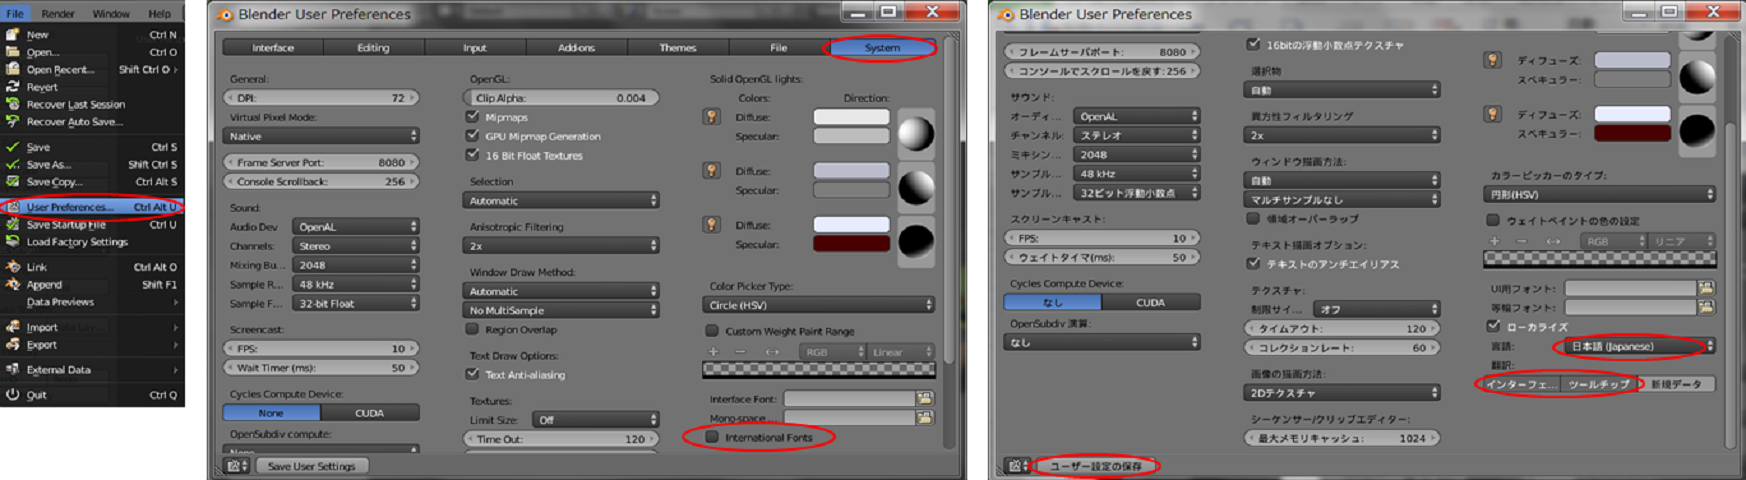 File Render Window Help
New Ctrl N
Open... Ctrl O
Open Recent... Shift Ctrl O
Revert
Recover Last Session
Recover Auto Save...
Save Ctrl S
Save As... Shift Ctrl S
Save Copy... Ctrl Alt S
User Preferences... Ctrl Alt U
Save Startup File Ctrl U
Load Factory Settings
Link Ctrl Alt O
Append Shift F1
Data Previews
Import
Export
External Data
Quit Ctrl Q
Blender User Preferences
Interface Editing Input Add-ons Themes File System
General:
DPI: 72
Virtual Pixel Mode:
Native
Frame Server Port: 8080
Console Scrollback: 256
Sound:
Audio Dev OpenAL
Channels: Stereo
Mixing Bu... 2048
Sample R... 48 kHz
Sample F... 32-bit Float
Screencast:
FPS: 10
Wait Timer (ms): 50
Cycles Compute Device:
None CUDA
OpenSubdiv compute:
None
OpenGL:
Clip Alpha: 0.004
Mipmaps
GPU Mipmap Generation
16 Bit Float Textures
Selection
Automatic
Anisotropic Filtering
2x
Window Draw Method:
Automatic
No MultiSample
Region Overlap
Text Draw Options:
Text Anti-aliasing
Textures:
Limit Size: Off
Time Out: 120
Solid OpenGL lights:
Colors: Direction:
Diffuse:
Specular:
Diffuse:
Specular:
Diffuse:
Specular:
Color Picker Type:
Circle (HSV)
Custom Weight Paint Range
RGB Linear
Interface Font:
Mono-space ...
International Fonts
Save User Settings
Blender User Preferences
フレームサーバポート: 8080
コンソールでスクロールを戻す: 256
サウンド:
オーディ... OpenAL
チャンネル: ステレオ
ミキシン... 2048
サンプル... 48 kHz
サンプル... 32ビット浮動小数点
スクリーンキャスト:
FPS: 10
ウェイトタイマ(ms): 50
Cycles Compute Device:
なし CUDA
OpenSubdiv 演算:
なし
16bitの浮動小数点テクスチャ
選択物
自動
異方性フィルタリング
2x
ウィンドウ描画方法:
自動
マルチサンプルなし
領域オーバーラップ
テキスト描画オプション:
テキストのアンチエイリアス
テクスチャ:
制限サイ... オフ
タイムアウト: 120
コレクションレート: 60
画像の描画方法:
2Dテクスチャ
シーケンサー/クリップエディター:
最大メモリキャッシュ: 1024
ディフューズ:
スペキュラー:
ディフューズ:
スペキュラー:
カラーピッカーのタイプ:
円形(HSV)
ウェイトペイントの色の設定
RGB リニア
UI用フォント:
等幅フォント:
ローカライズ
言語: 日本語 (Japanese)
翻訳:
インターフェ... ツールチップ 新規データ
ユーザー設定の保存